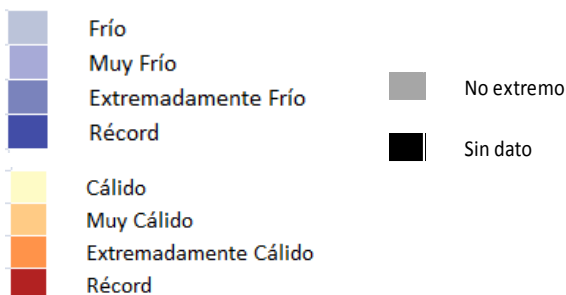 Frío
Muy Frío
Extremadamente Frío
Récord
Cálido
Muy Cálido
Extremadamente Cálido
Récord
No extremo
Sin dato